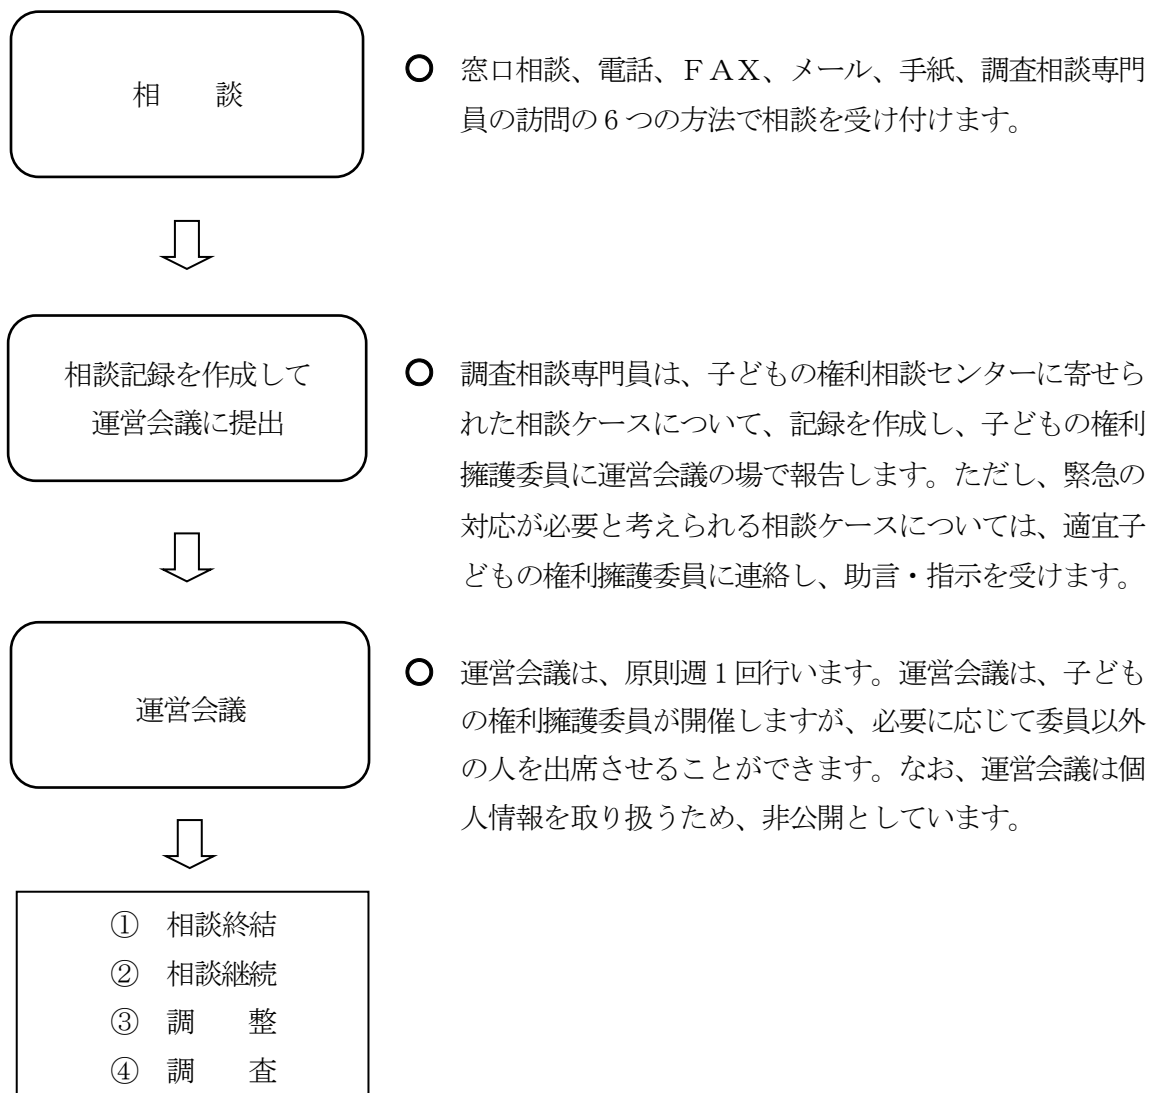 相　　談
○ 窓口相談、電話、ＦＡＸ、メール、手紙、調査相談専門
員の訪問の６つの方法で相談を受け付けます。
相談記録を作成して
運営会議に提出
○ 調査相談専門員は、子どもの権利相談センターに寄せら
れた相談ケースについて、記録を作成し、子どもの権利
擁護委員に運営会議の場で報告します。ただし、緊急の
対応が必要と考えられる相談ケースについては、適宜子
どもの権利擁護委員に連絡し、助言・指示を受けます。
運営会議
○ 運営会議は、原則週１回行います。運営会議は、子ども
の権利擁護委員が開催しますが、必要に応じて委員以外
の人を出席させることができます。なお、運営会議は個
人情報を取り扱うため、非公開としています。
①　相談終結
②　相談継続
③　調　　整
④　調　　査